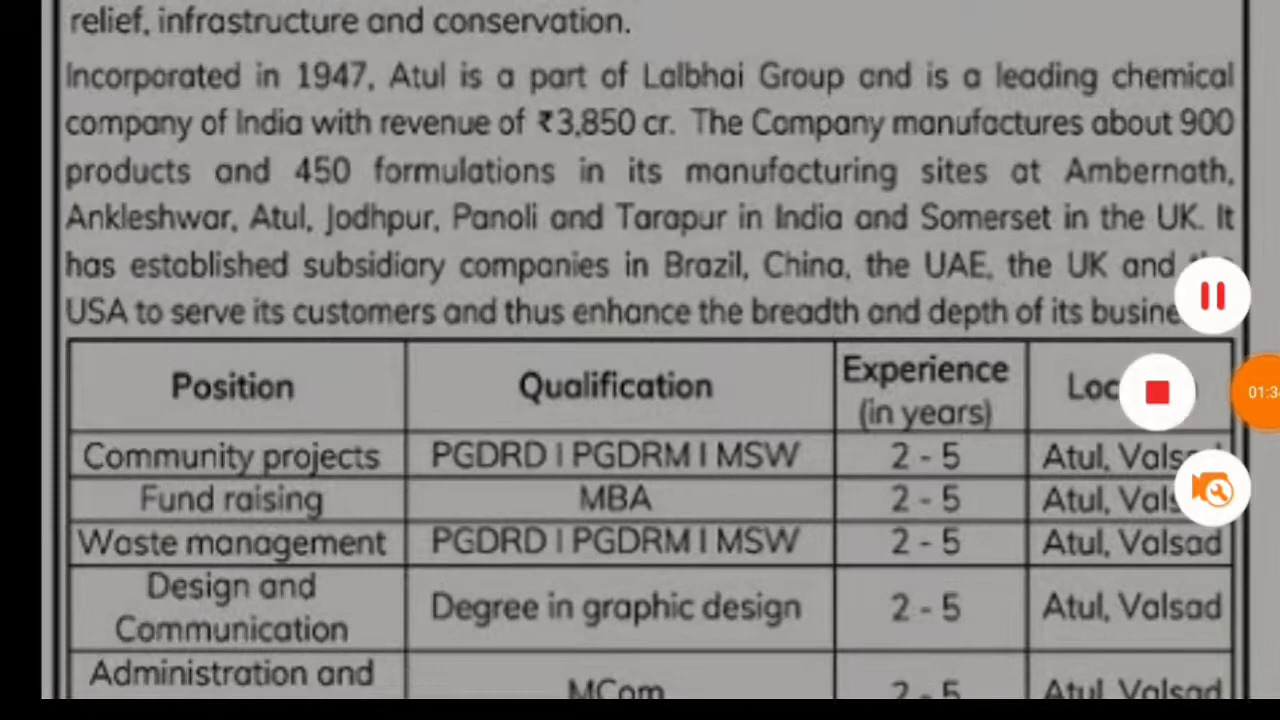 relief, infrastructure and conservation.
Incorporated in 1947, Atul is a part of Lalbhai Group and is a leading chemical
company of India with revenue of ₹3,850 cr. The Company manufactures about 900
products and 450 formulations in its manufacturing sites at Ambernath,
Ankleshwar, Atul, Jodhpur, Panoli and Tarapur in India and Somerset in the UK. It
has established subsidiary companies in Brazil, China, the UAE, the UK and
USA to serve its customers and thus enhance the breadth and depth of its
Position Qualification Experience (in years)
Community projects PGDRD | PGDRM | MSW 2 - 5 Atul,
Fund raising MBA 2 - 5 Atul,
Waste management PGDRD | PGDRM | MSW 2 - 5 Atul, Valsad
Design and Communication Degree in graphic design 2 - 5 Atul, Valsad
Administration and MCom 2 - 5 Atul, Valsad